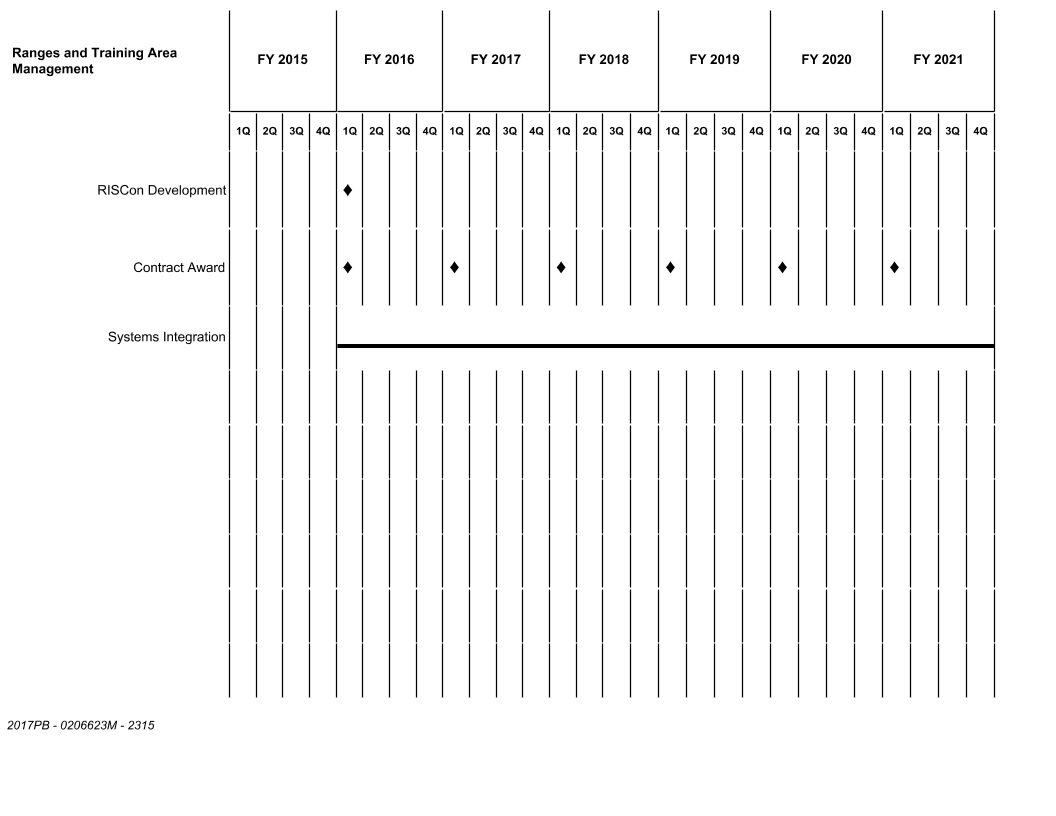 Ranges and Training Area
Management
FY 2015 FY 2016 FY 2017 FY 2018 FY 2019 FY 2020 FY 2021
1Q 2Q 3Q 4Q 1Q 2Q 3Q 4Q 1Q 2Q 3Q 4Q 1Q 2Q 3Q 4Q 1Q 2Q 3Q 4Q 1Q 2Q 3Q 4Q 1Q 2Q 3Q 4Q
RISCon Development
Contract Award
Systems Integration
2017PB - 0206623M - 2315